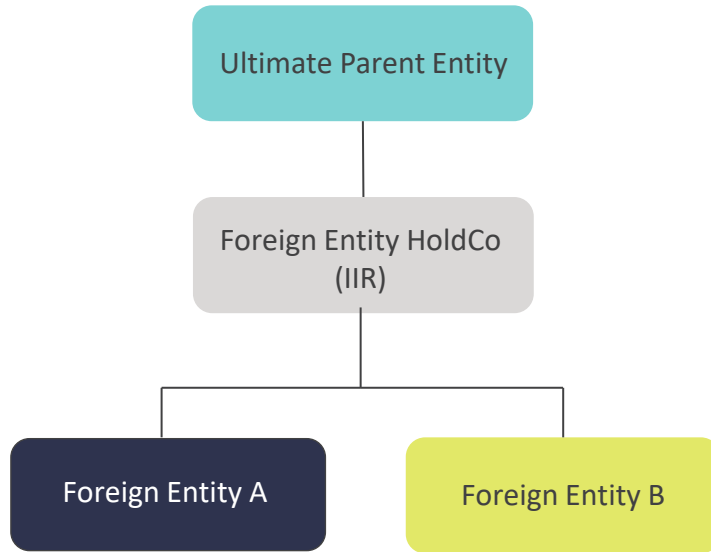 Ultimate Parent Entity
Foreign Entity HoldCo
(IIR)
Foreign Entity A
Foreign Entity B